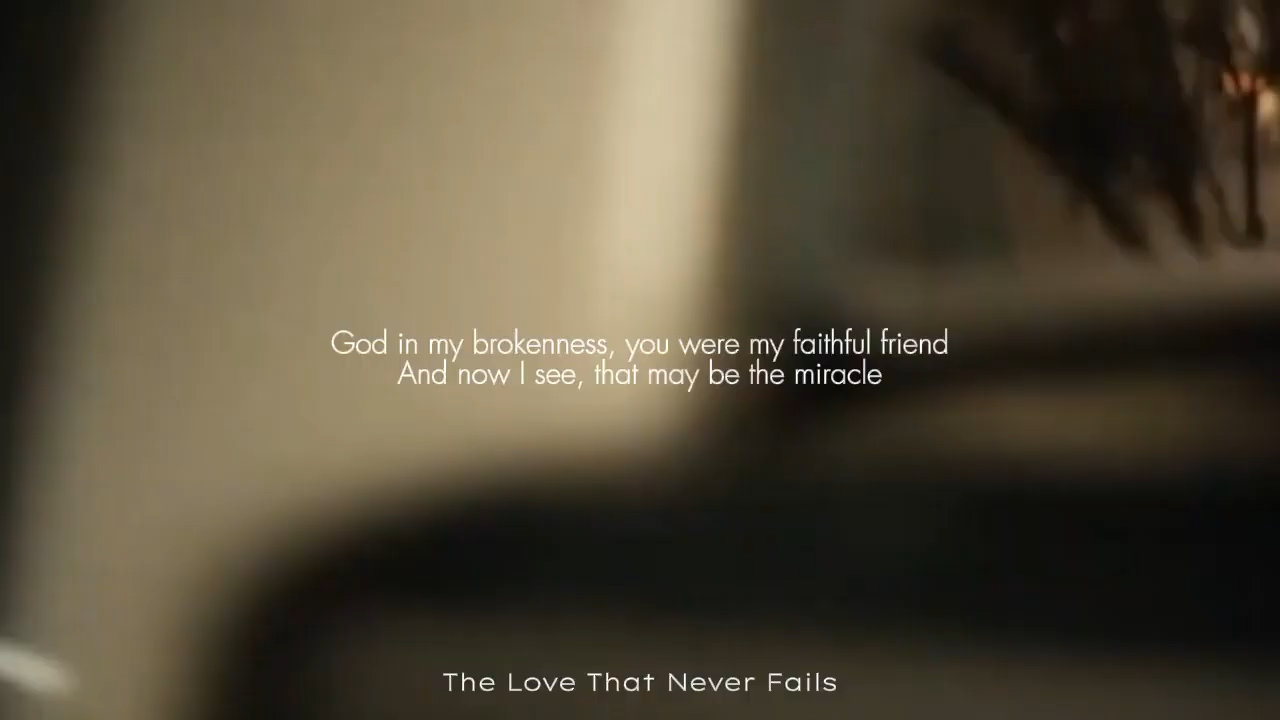 God in my brokenness, you were my faithful friend
And now I see, that may be the miracle
The Love That Never Fails